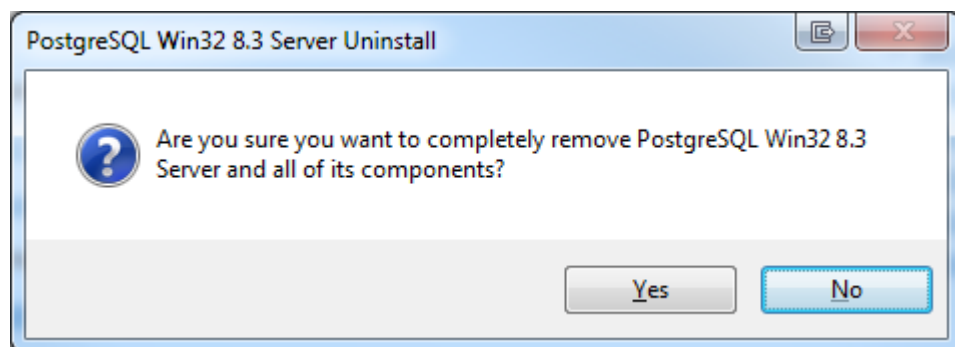 PostgreSQL Win32 8.3 Server Uninstall
Are you sure you want to completely remove PostgreSQL Win32 8.3
Server and all of its components?
Yes
No